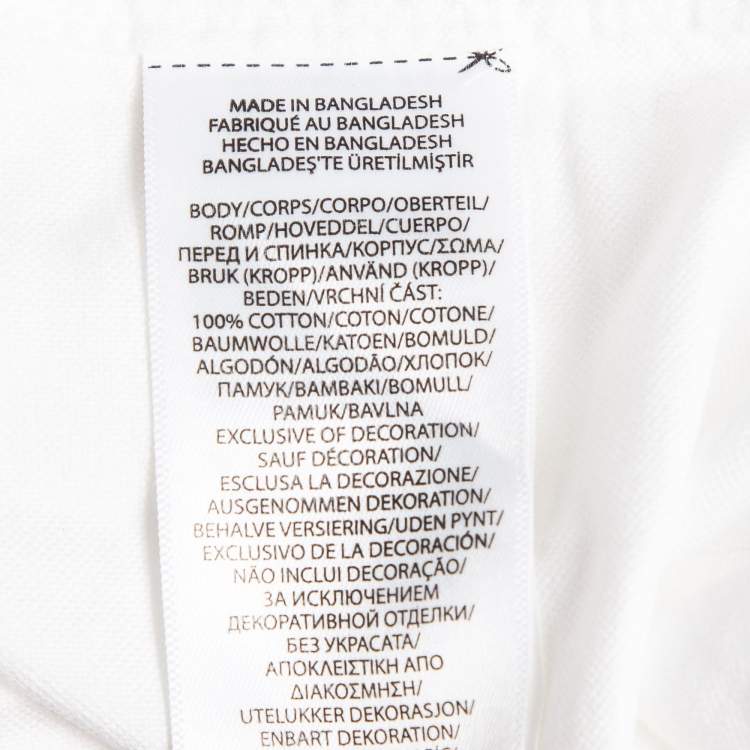 MADE IN BANGLADESH
FABRIQUÉ AU BANGLADESH
HECHO EN BANGLADESH
BANGLADEŞ'TE ÜRETİLMİŞTİR
BODY/CORPS/CORPO/OBERTEIL/
ROMP/HOVEDDEL/CUERPO/
ПЕРЕД И СПИНКА/КОРПУС/ΣΩΜΑ/
BRUK (KROPP)/ANVÄND (KROPP)/
BEDEN/VRCHNÍ ČÁST:
100% COTTON/COTON/COTONE/
BAUMWOLLE/KATOEN/BOMULD/
ALGODÓN/ALGODÃO/ХЛОПОК/
ПАМУК/ΒΑΜΒΑΚΙ/BOMULL/
PAMUK/BAVLNA
EXCLUSIVE OF DECORATION/
SAUF DÉCORATION/
ESCLUSA LA DECORAZIONE/
AUSGENOMMEN DEKORATION/
BEHALVE VERSIERING/UDEN PYNT/
EXCLUSIVO DE LA DECORACIÓN/
NÃO INCLUI DECORAÇÃO/
ЗА ИСКЛЮЧЕНИЕМ
ДЕКОРАТИВНОЙ ОТДЕЛКИ/
БЕЗ УКРАСАТА/
ΑΠΟΚΛΕΙΣΤΙΚΗ ΑΠΟ
ΔΙΑΚΟΣΜΗΣΗ/
UTELUKKER DEKORASJON/
ENBART DEKORATION/